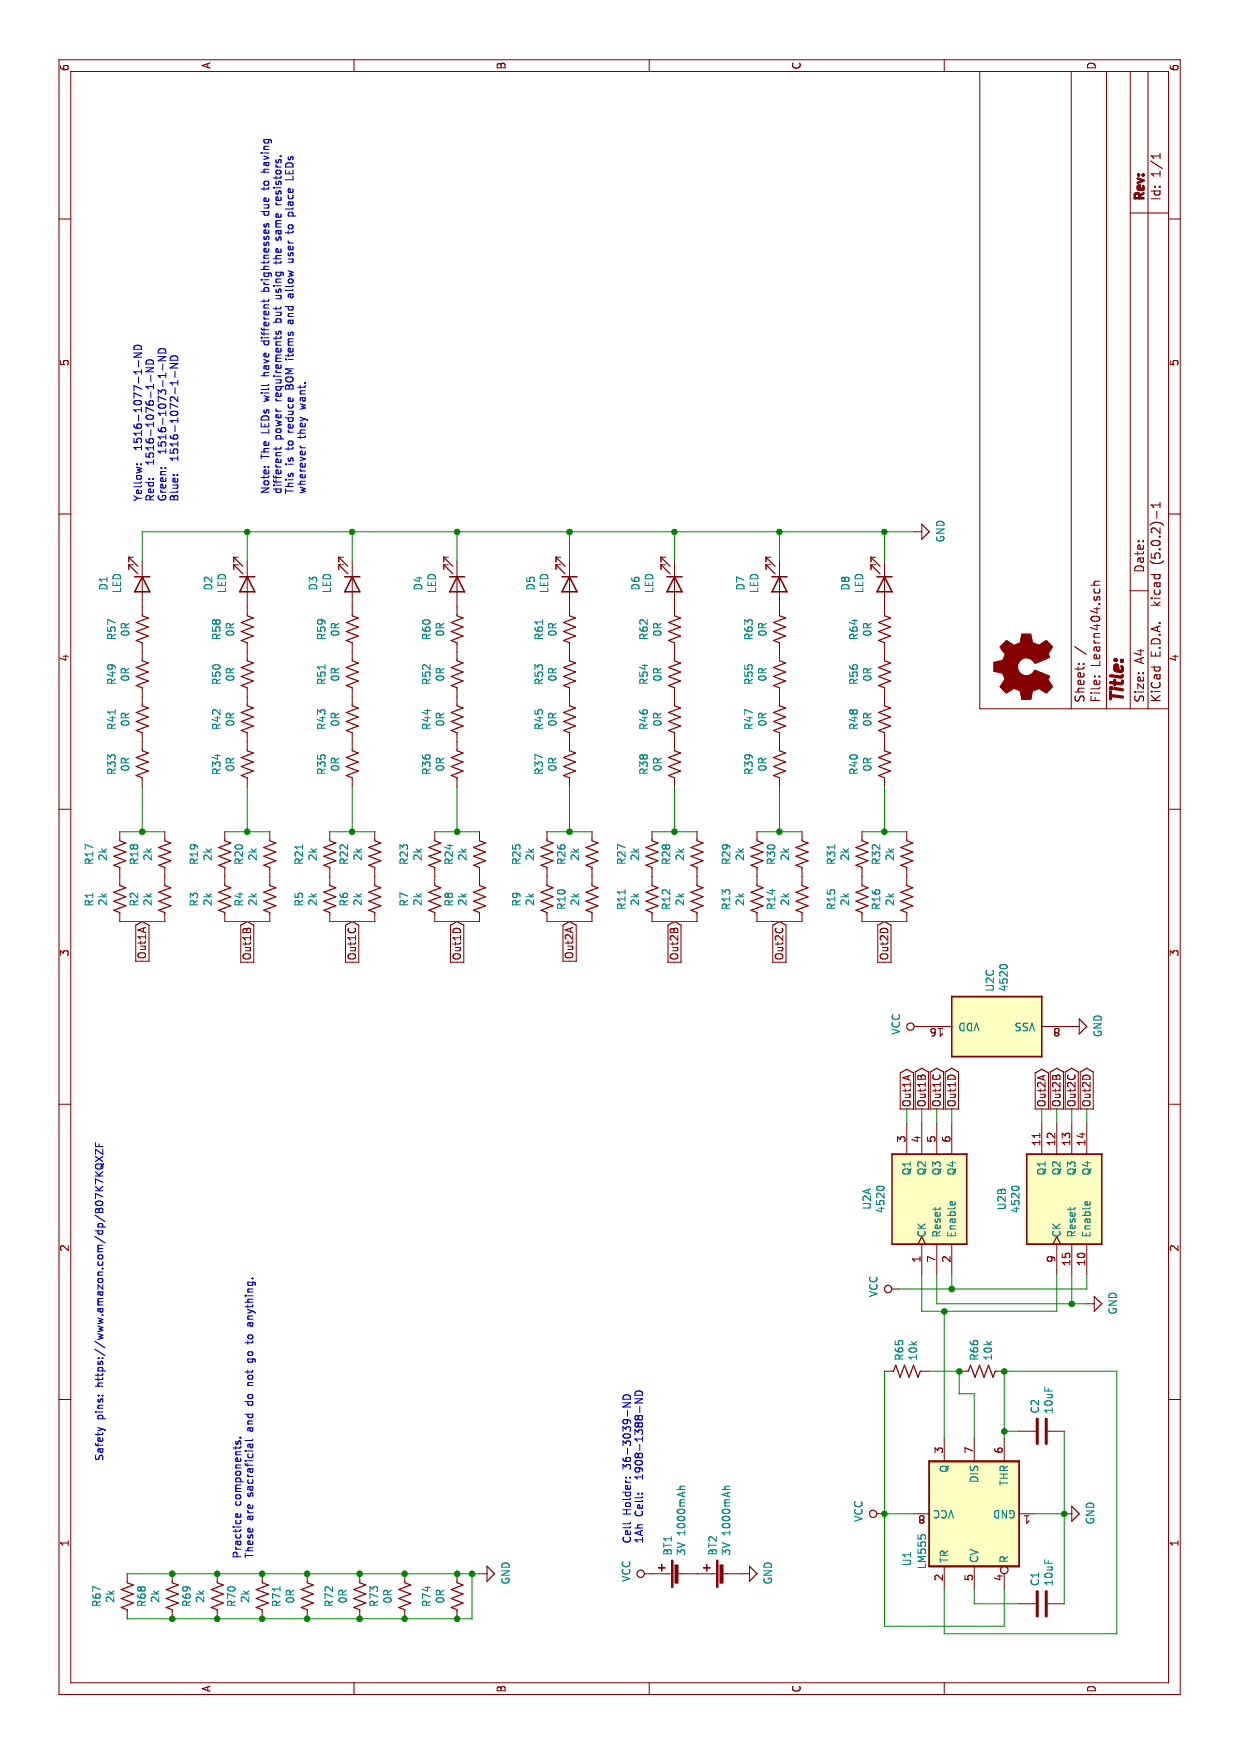 Safety pins: https://www.amazon.com/dp/B07K7KQXZF
Practice components.
These are sacraficial and do not go to anything.
R67
2k
R68
2k
R69
2k
R70
2k
R71
0R
R72
0R
R73
0R
R74
0R
GND
Cell Holder: 36-3039-ND
1Ah Cell: 1908-1388-ND
VCC
BT1
3V 1000mAh
BT2
3V 1000mAh
GND
Yellow: 1516-1077-1-ND
Red: 1516-1076-1-ND
Green: 1516-1073-1-ND
Blue: 1516-1072-1-ND
Note: The LEDs will have different brightnesses due to having
different power requirements but using the same resistors.
This is to reduce BOM items and allow user to place LEDs
wherever they want.
Out1A
R1
2k
R17
2k
R2
2k
R18
2k
R33
0R
R41
0R
R49
0R
R57
0R
D1
LED
Out1B
R3
2k
R19
2k
R4
2k
R20
2k
R34
0R
R42
0R
R50
0R
R58
0R
D2
LED
Out1C
R5
2k
R21
2k
R6
2k
R22
2k
R35
0R
R43
0R
R51
0R
R59
0R
D3
LED
Out1D
R7
2k
R23
2k
R8
2k
R24
2k
R36
0R
R44
0R
R52
0R
R60
0R
D4
LED
Out2A
R9
2k
R25
2k
R10
2k
R26
2k
R37
0R
R45
0R
R53
0R
R61
0R
D5
LED
Out2B
R11
2k
R27
2k
R12
2k
R28
2k
R38
0R
R46
0R
R54
0R
R62
0R
D6
LED
Out2C
R13
2k
R29
2k
R14
2k
R30
2k
R39
0R
R47
0R
R55
0R
R63
0R
D7
LED
Out2D
R15
2k
R31
2k
R16
2k
R32
2k
R40
0R
R48
0R
R56
0R
R64
0R
D8
LED
GND
VCC
U1
LM555
TR
CV
R
Q
DIS
THR
VCC
GND
2
5
4
3
7
6
8
1
C1
10uF
C2
10uF
GND
R65
10k
R66
10k
VCC
GND
U2A
4520
CK
Reset
Enable
Q1
Q2
Q3
Q4
1
7
2
3
4
5
6
Out1A
Out1B
Out1C
Out1D
U2B
4520
CK
Reset
Enable
Q1
Q2
Q3
Q4
9
15
10
11
12
13
14
Out2A
Out2B
Out2C
Out2D
VCC
16
VDD
VSS
8
GND
U2C
4520
Sheet: /
File: Learn404.sch
Title:
Size: A4
Date:
Rev:
KiCad E.D.A. kicad (5.0.2)-1
Id: 1/1
1
2
3
4
5
6
1
2
3
4
5
6
A
B
C
D
A
B
C
D